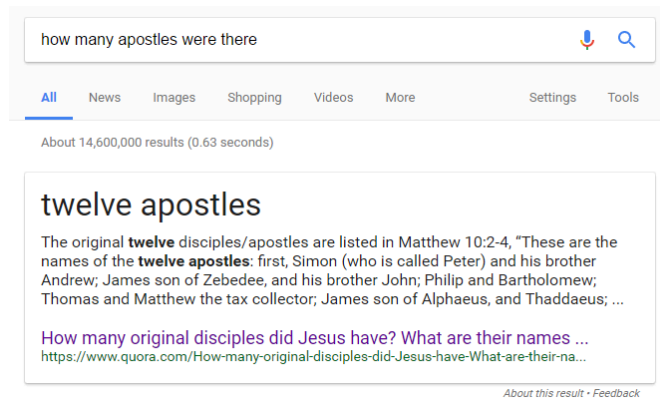 how many apostles were there
All News Images Shopping Videos More Settings Tools
About 14,600,000 results (0.63 seconds)
twelve apostles
The original twelve disciples/apostles are listed in Matthew 10:2-4, “These are the
names of the twelve apostles: first, Simon (who is called Peter) and his brother
Andrew; James son of Zebedee, and his brother John; Philip and Bartholomew;
Thomas and Matthew the tax collector; James son of Alphaeus, and Thaddaeus; ...
How many original disciples did Jesus have? What are their names ...
https://www.quora.com/How-many-original-disciples-did-Jesus-have-What-are-their-na...
About this result • Feedback